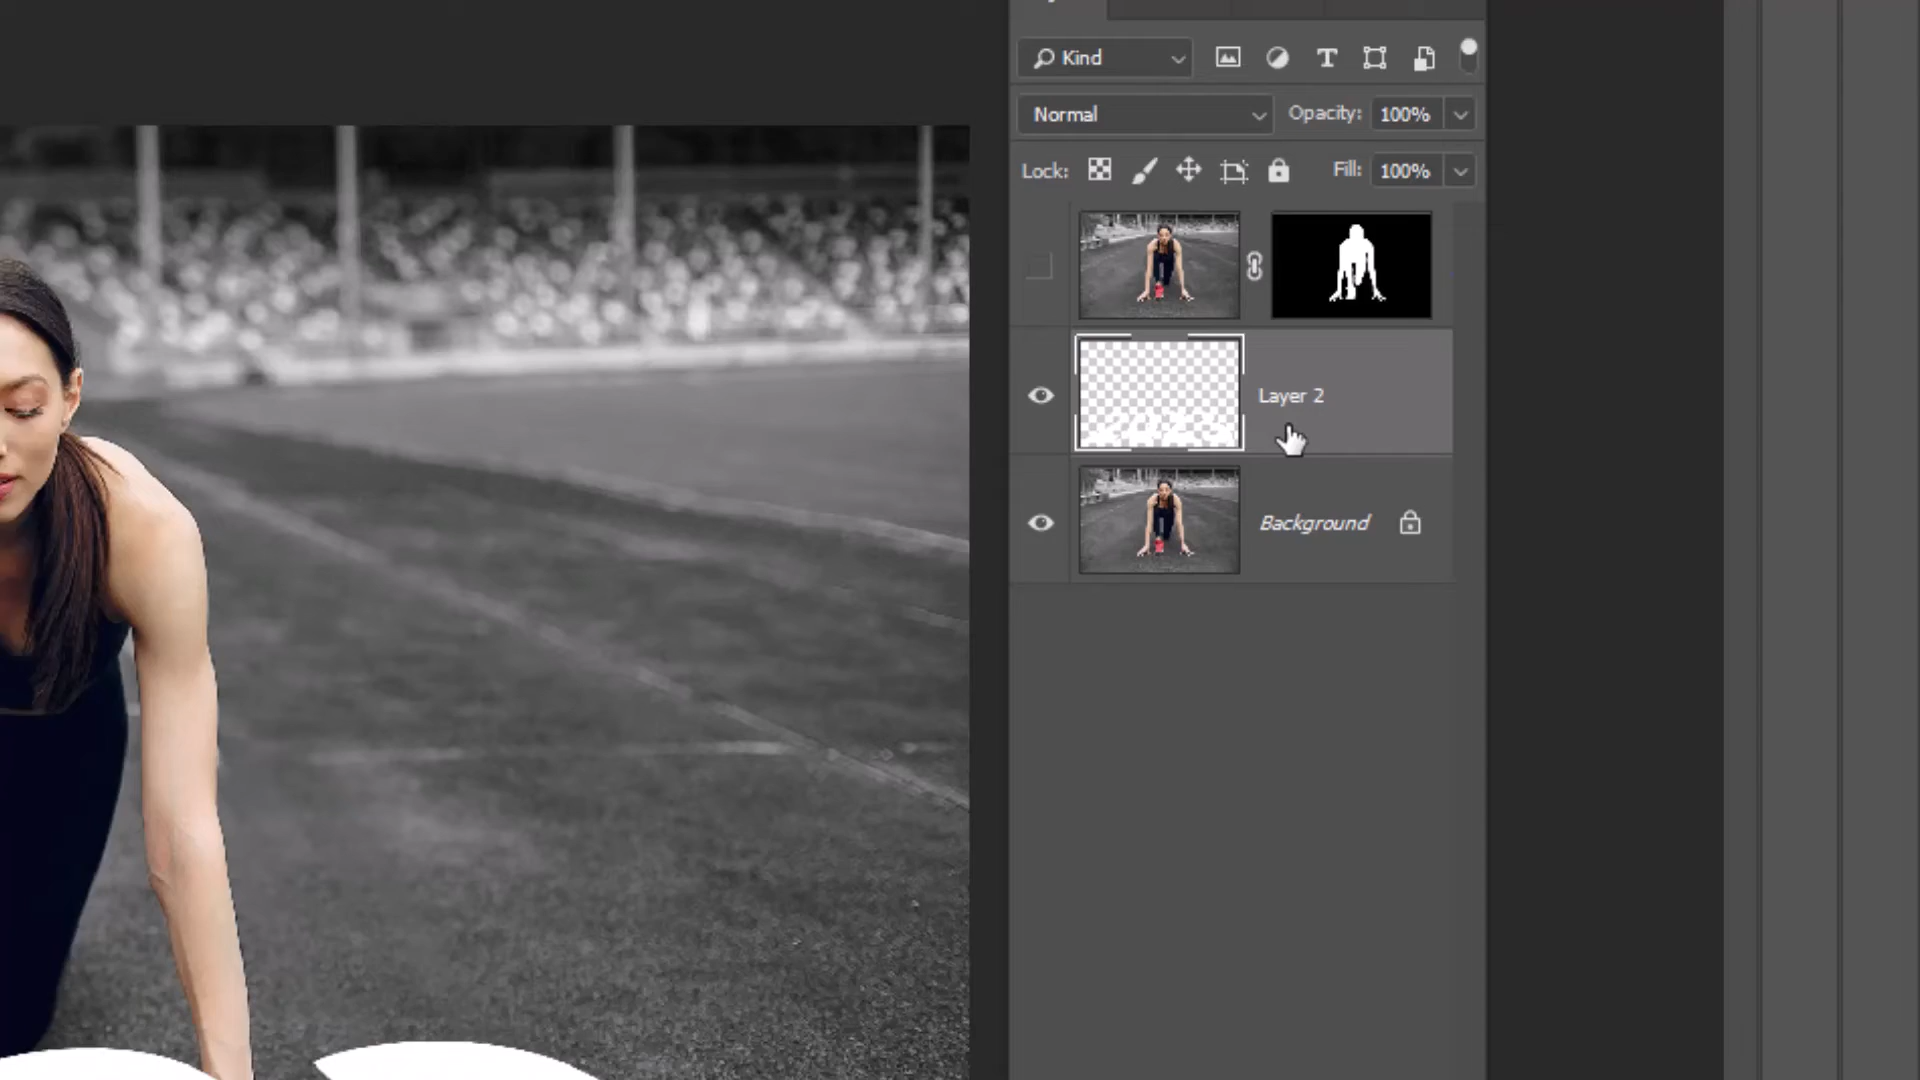 Kind
Normal
Opacity: 100%
Lock:
Fill: 100%
Layer 2
Background